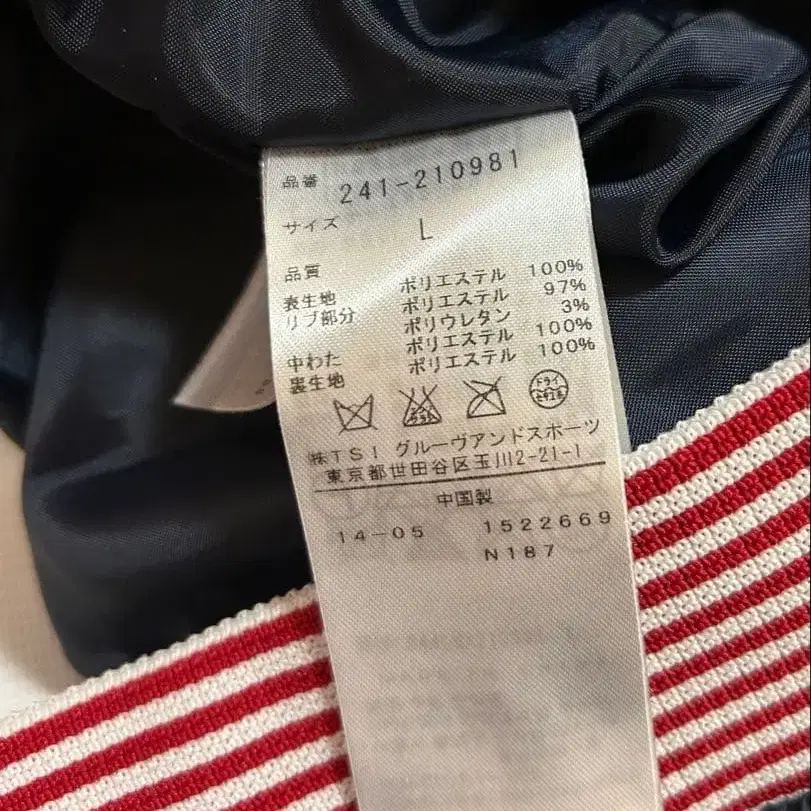 品番 241-210981
サイズ L
品質
表生地 ポリエステル 100%
リブ部分 ポリエステル 97%
ポリウレタン 3%
中わた ポリエステル 100%
裏生地 ポリエステル 100%
ドライ
セキユ系
㈱TSI グルーヴアンドスポーツ
東京都世田谷区玉川2-21-1
中国製
14-05 1522669
N187